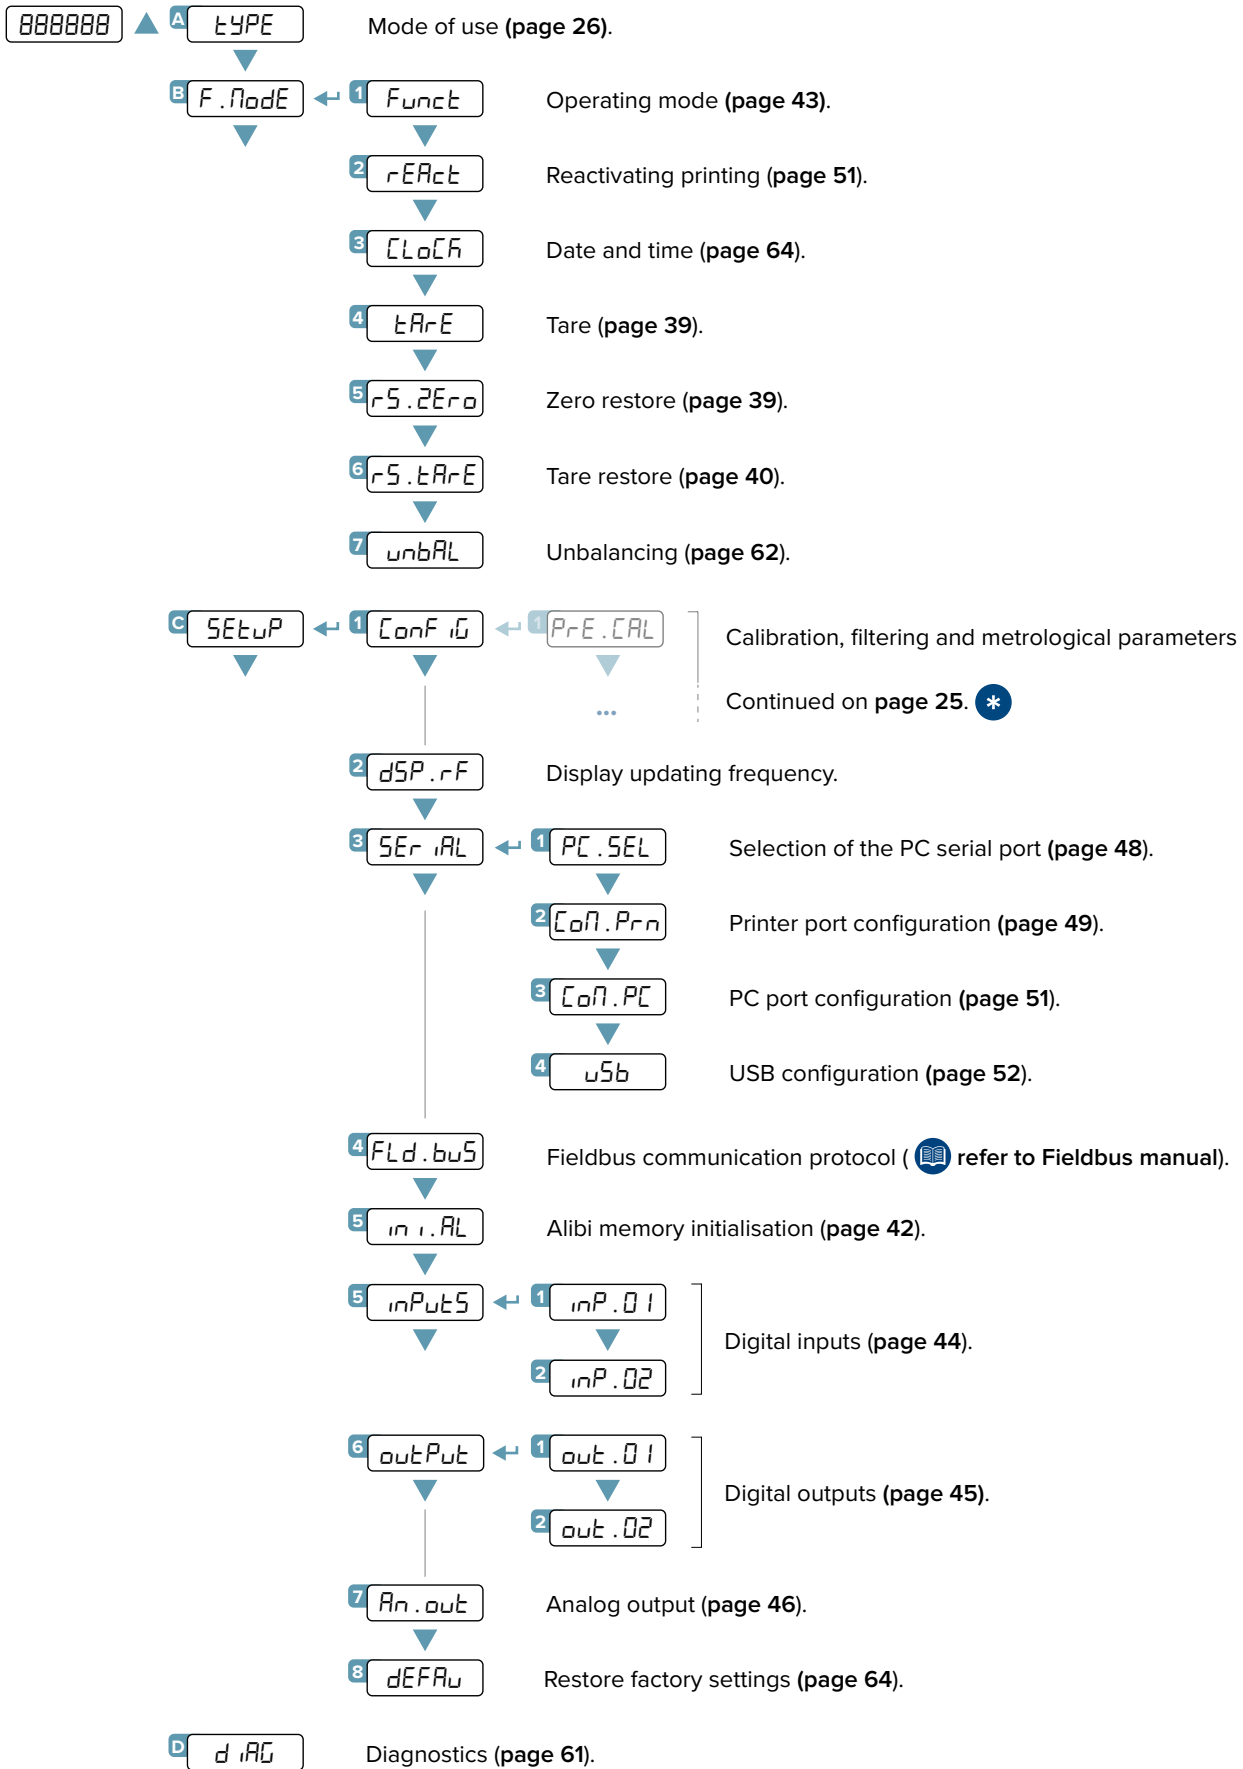 888888 A tYPE Mode of use (page 26).
B F.ModE 1 Funct Operating mode (page 43).
2 rEAct Reactivating printing (page 51).
3 CLoCK Date and time (page 64).
4 tArE Tare (page 39).
5 rS.ZEro Zero restore (page 39).
6 rS.tArE Tare restore (page 40).
7 unbAL Unbalancing (page 62).
C SEtuP 1 ConFiG 1 PrE.CAL Calibration, filtering and metrological parameters
... Continued on page 25. *
2 dSP.rF Display updating frequency.
3 SEriAL 1 PC.SEL Selection of the PC serial port (page 48).
2 CoM.Prn Printer port configuration (page 49).
3 CoM.PC PC port configuration (page 51).
4 uSb USB configuration (page 52).
4 FLd.buS Fieldbus communication protocol ( refer to Fieldbus manual).
5 ini.AL Alibi memory initialisation (page 42).
5 inPutS 1 inP.01
Digital inputs (page 44).
2 inP.02
6 outPut 1 out.01
Digital outputs (page 45).
2 out.02
7 An.out Analog output (page 46).
8 dEFAu Restore factory settings (page 64).
D diAG Diagnostics (page 61).